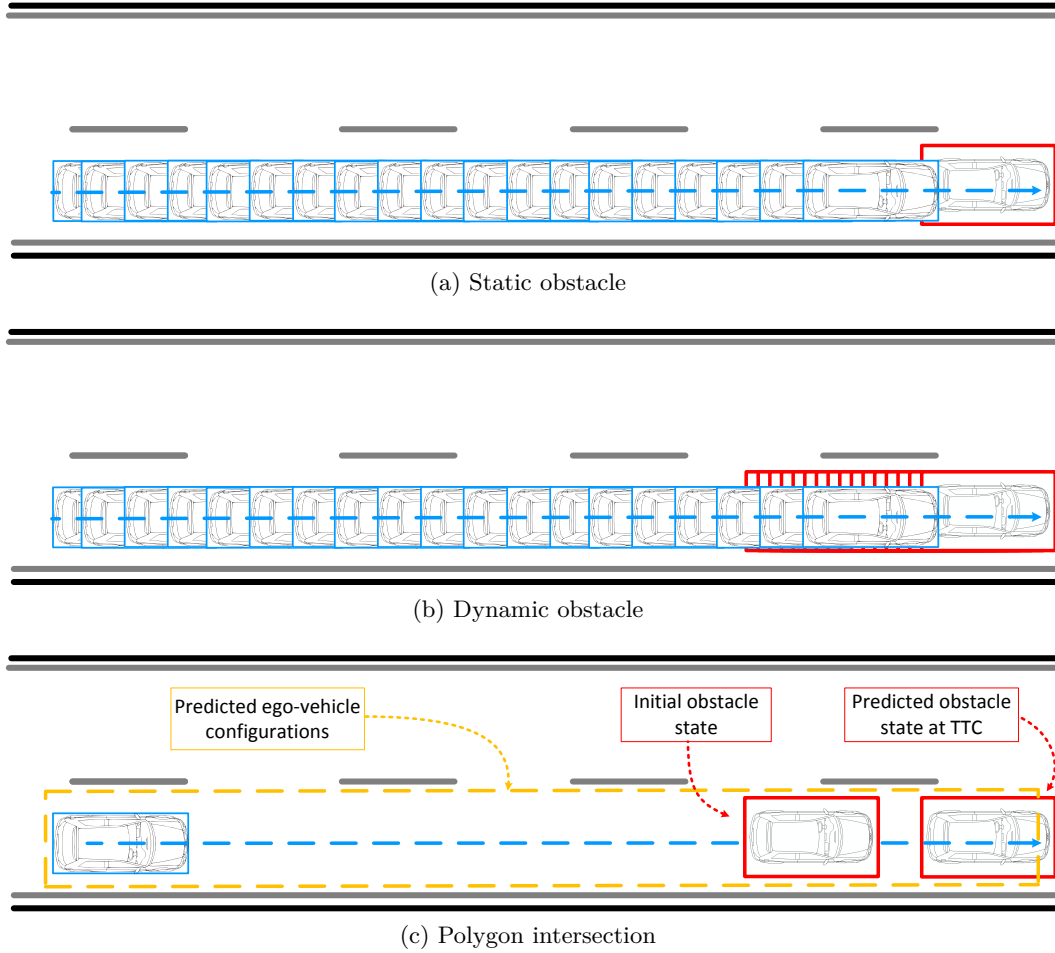 (a) Static obstacle
(b) Dynamic obstacle
Predicted ego-vehicle
configurations
Initial obstacle
state
Predicted obstacle
state at TTC
(c) Polygon intersection